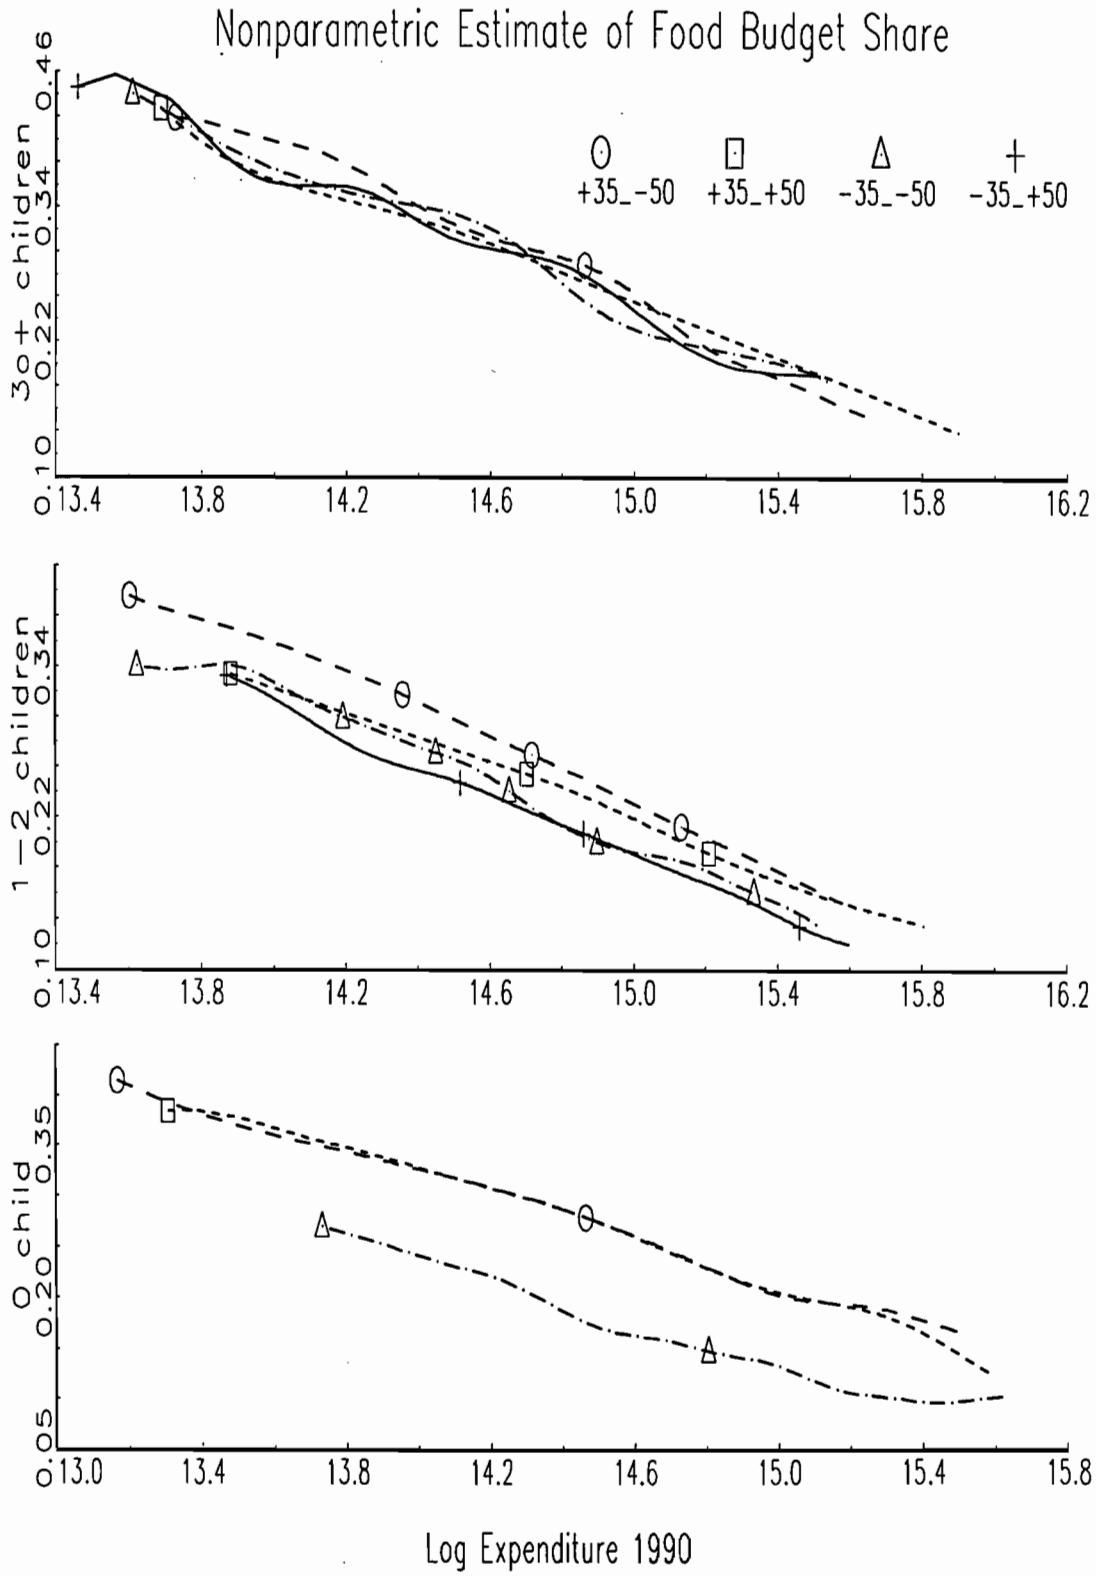 Nonparametric Estimate of Food Budget Share
+35_-50 +35_+50 -35_-50 -35_+50
3o+ children
0.46
0.34
0.22
0.10
13.4 13.8 14.2 14.6 15.0 15.4 15.8 16.2
1-2 children
0.34
0.22
0.10
13.4 13.8 14.2 14.6 15.0 15.4 15.8 16.2
0 child
0.35
0.20
0.05
13.0 13.4 13.8 14.2 14.6 15.0 15.4 15.8
Log Expenditure 1990